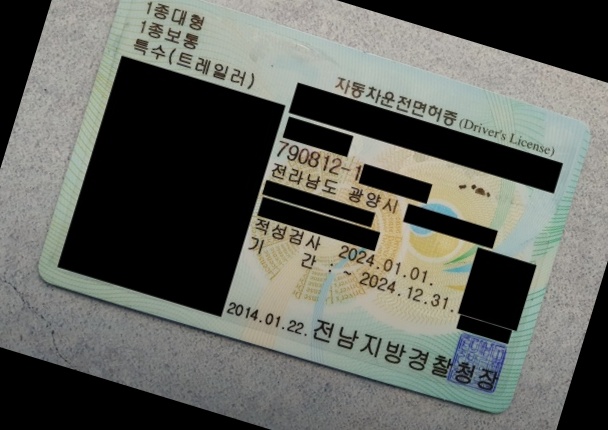 1종대형
1종보통
특수(트레일러)
자동차운전면허증 (Driver's License)
790812-1
전라남도 광양시
적성검사 2024.01.01.
기 간 : ~ 2024.12.31.
2014.01.22. 전남지방경찰청장